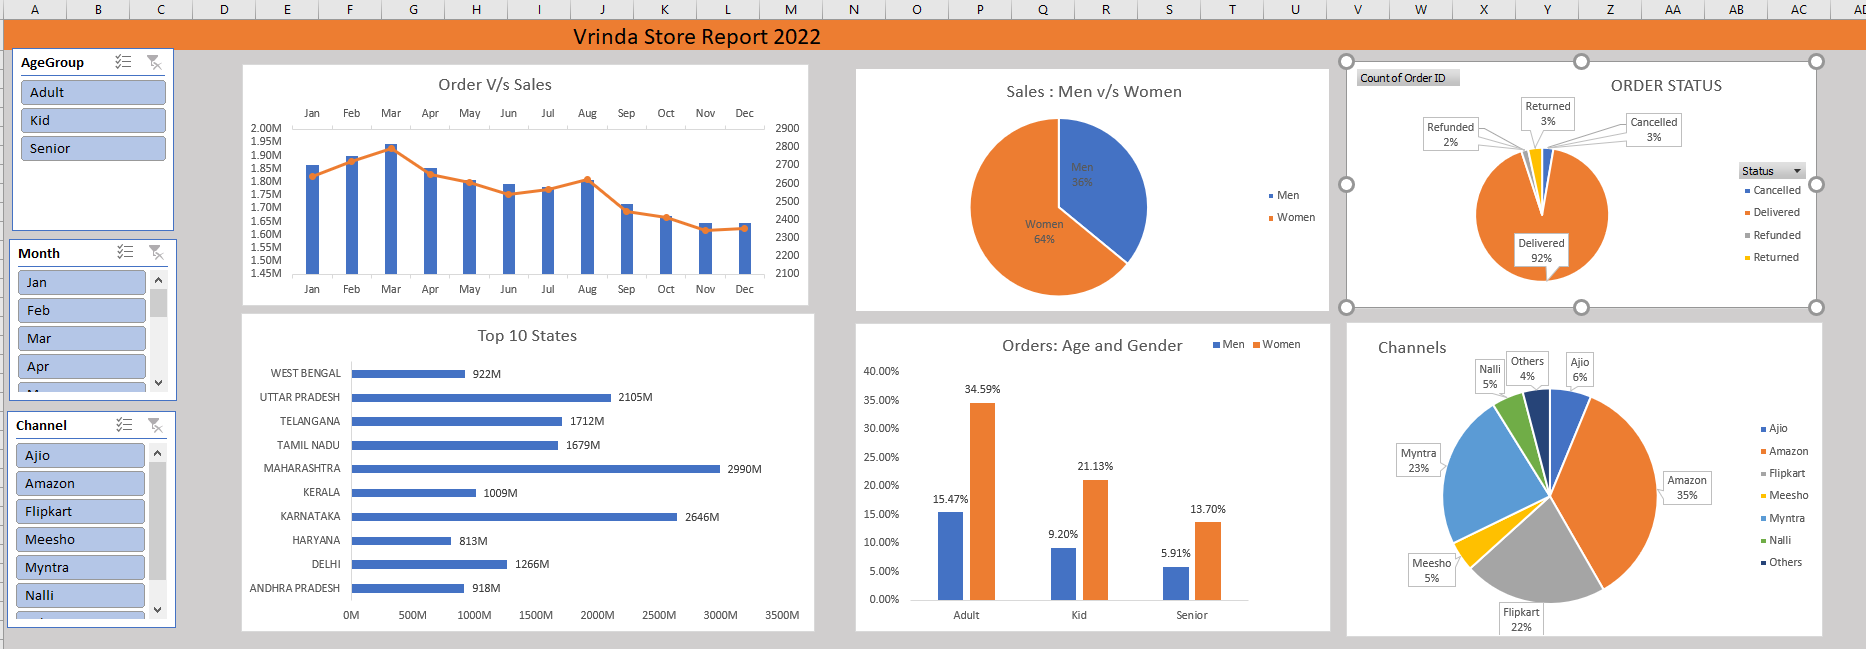 A B C D E F G H I J K L M N O P Q R S T U V W X Y Z AA AB AC
Vrinda Store Report 2022
AgeGroup
Adult
Kid
Senior
Month
Jan
Feb
Mar
Apr
Channel
Ajio
Amazon
Flipkart
Meesho
Myntra
Nalli
Order V/s Sales
Jan Feb Mar Apr May Jun Jul Aug Sep Oct Nov Dec
2.00M 2900
1.95M 2800
1.90M 2700
1.85M 2600
1.80M 2500
1.75M 2400
1.70M 2300
1.65M 2200
1.60M 2100
1.55M
1.50M
1.45M
Jan Feb Mar Apr May Jun Jul Aug Sep Oct Nov Dec
Sales : Men v/s Women
Men
36%
Women
64%
Men
Women
Count of Order ID
ORDER STATUS
Returned
3%
Refunded
2%
Cancelled
3%
Delivered
92%
Status
Cancelled
Delivered
Refunded
Returned
Top 10 States
WEST BENGAL 922M
UTTAR PRADESH 2105M
TELANGANA 1712M
TAMIL NADU 1679M
MAHARASHTRA 2990M
KERALA 1009M
KARNATAKA 2646M
HARYANA 813M
DELHI 1266M
ANDHRA PRADESH 918M
0M 500M 1000M 1500M 2000M 2500M 3000M 3500M
Orders: Age and Gender
Men Women
40.00%
35.00%
30.00%
25.00%
20.00%
15.00%
10.00%
5.00%
0.00%
15.47% 34.59%
9.20% 21.13%
5.91% 13.70%
Adult Kid Senior
Channels
Ajio
6%
Others
4%
Nalli
5%
Myntra
23%
Amazon
35%
Meesho
5%
Flipkart
22%
Ajio
Amazon
Flipkart
Meesho
Myntra
Nalli
Others